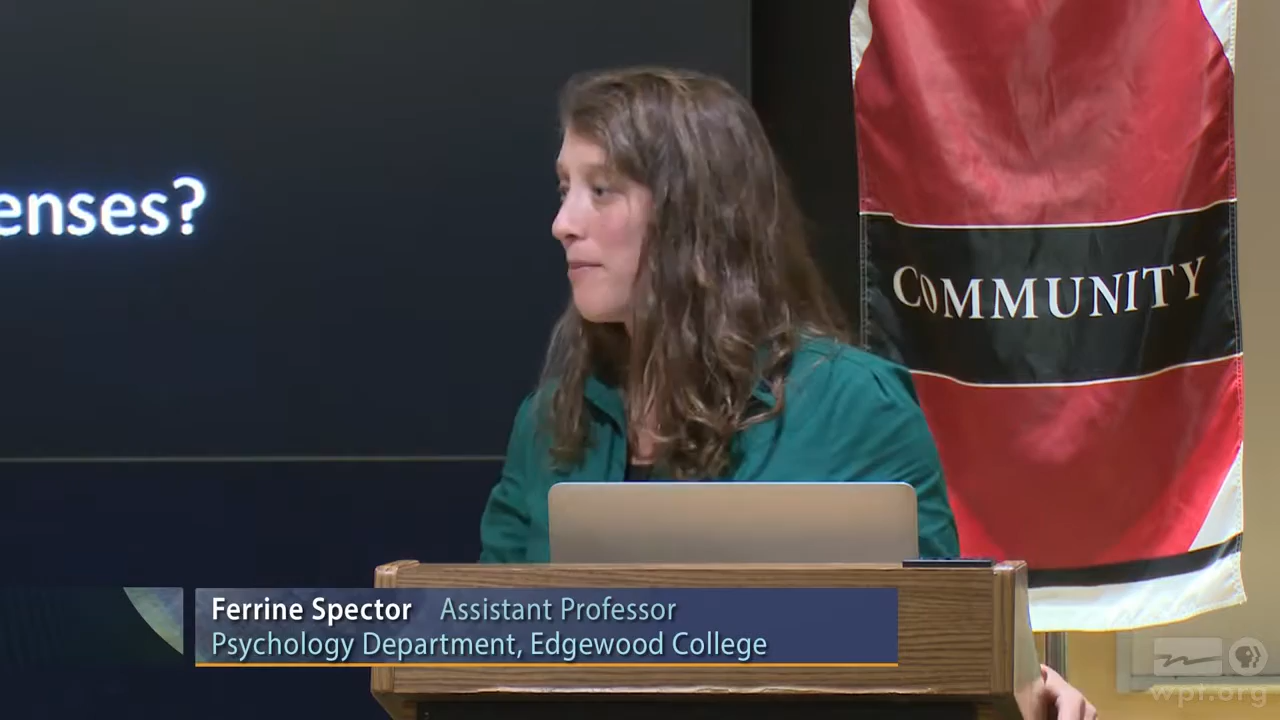 enses?
COMMUNITY
Ferrine Spector Assistant Professor
Psychology Department, Edgewood College
wpt.org